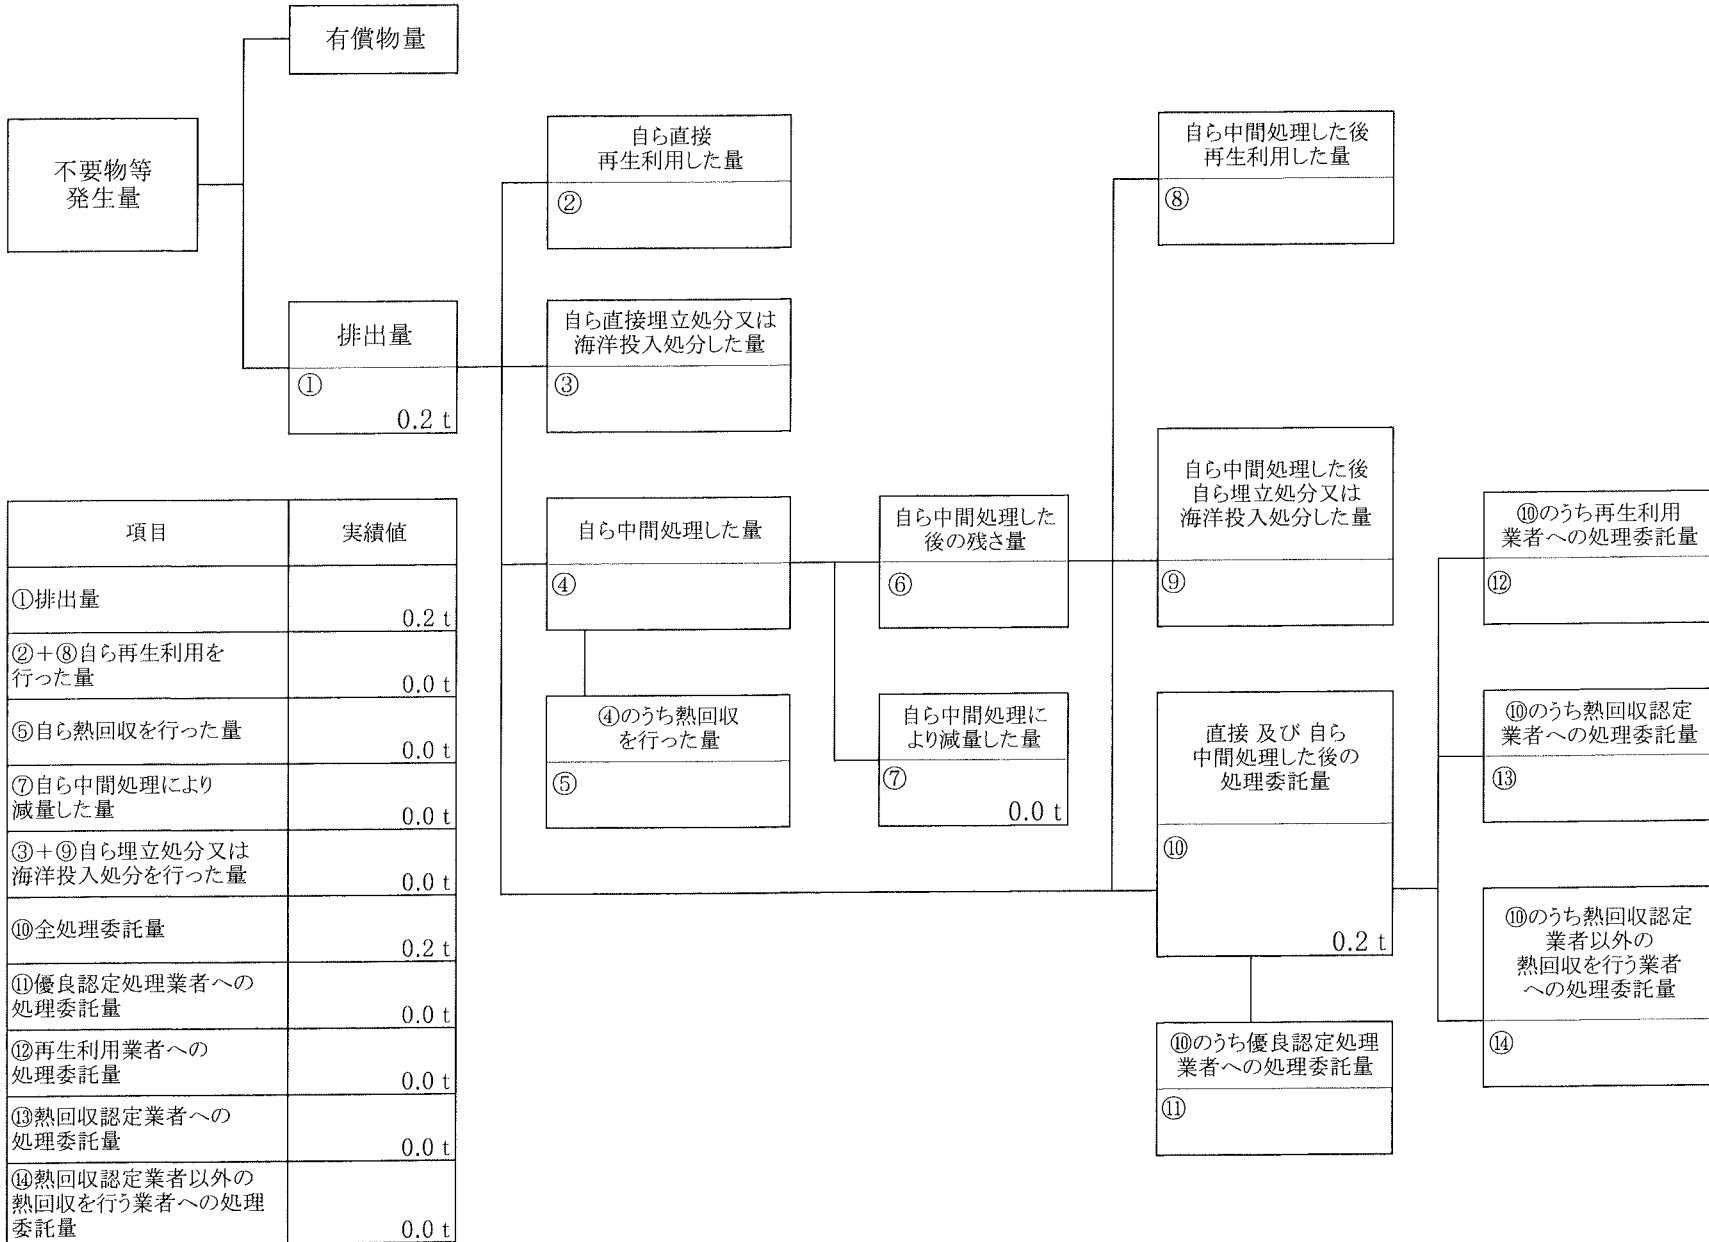 有償物量
不要物等
発生量
排出量
①
0.2 t
自ら直接
再生利用した量
②
自ら直接埋立処分又は
海洋投入処分した量
③
自ら中間処理した量
④
④のうち熱回収
を行った量
⑤
自ら中間処理した
後の残さ量
⑥
自ら中間処理に
より減量した量
⑦
0.0 t
自ら中間処理した後
再生利用した量
⑧
自ら中間処理した後
自ら埋立処分又は
海洋投入処分した量
⑨
直接 及び 自ら
中間処理した後の
処理委託量
⑩
0.2 t
⑩のうち優良認定処理
業者への処理委託量
⑪
⑩のうち再生利用
業者への処理委託量
⑫
⑩のうち熱回収認定
業者への処理委託量
⑬
⑩のうち熱回収認定
業者以外の
熱回収を行う業者
への処理委託量
⑭
項目 実績値
①排出量
0.2 t
②＋⑧自ら再生利用を
行った量
0.0 t
⑤自ら熱回収を行った量
0.0 t
⑦自ら中間処理により
減量した量
0.0 t
③＋⑨自ら埋立処分又は
海洋投入処分を行った量
0.0 t
⑩全処理委託量
0.2 t
⑪優良認定処理業者への
処理委託量
0.0 t
⑫再生利用業者への
処理委託量
0.0 t
⑬熱回収認定業者への
処理委託量
0.0 t
⑭熱回収認定業者以外の
熱回収を行う業者への処理
委託量
0.0 t